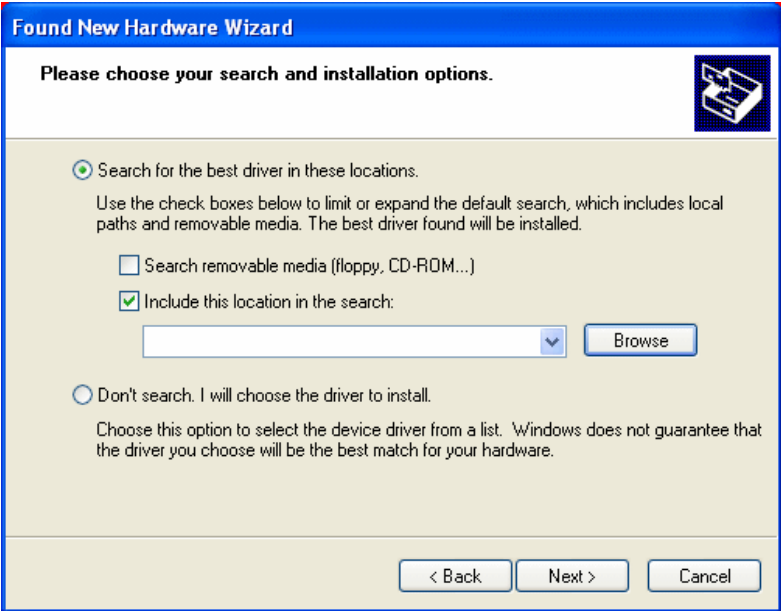 Found New Hardware Wizard
Please choose your search and installation options.
Search for the best driver in these locations.
Use the check boxes below to limit or expand the default search, which includes local
paths and removable media. The best driver found will be installed.
Search removable media (floppy, CD-ROM...)
Include this location in the search:
Browse
Don't search. I will choose the driver to install.
Choose this option to select the device driver from a list. Windows does not guarantee that
the driver you choose will be the best match for your hardware.
< Back Next > Cancel